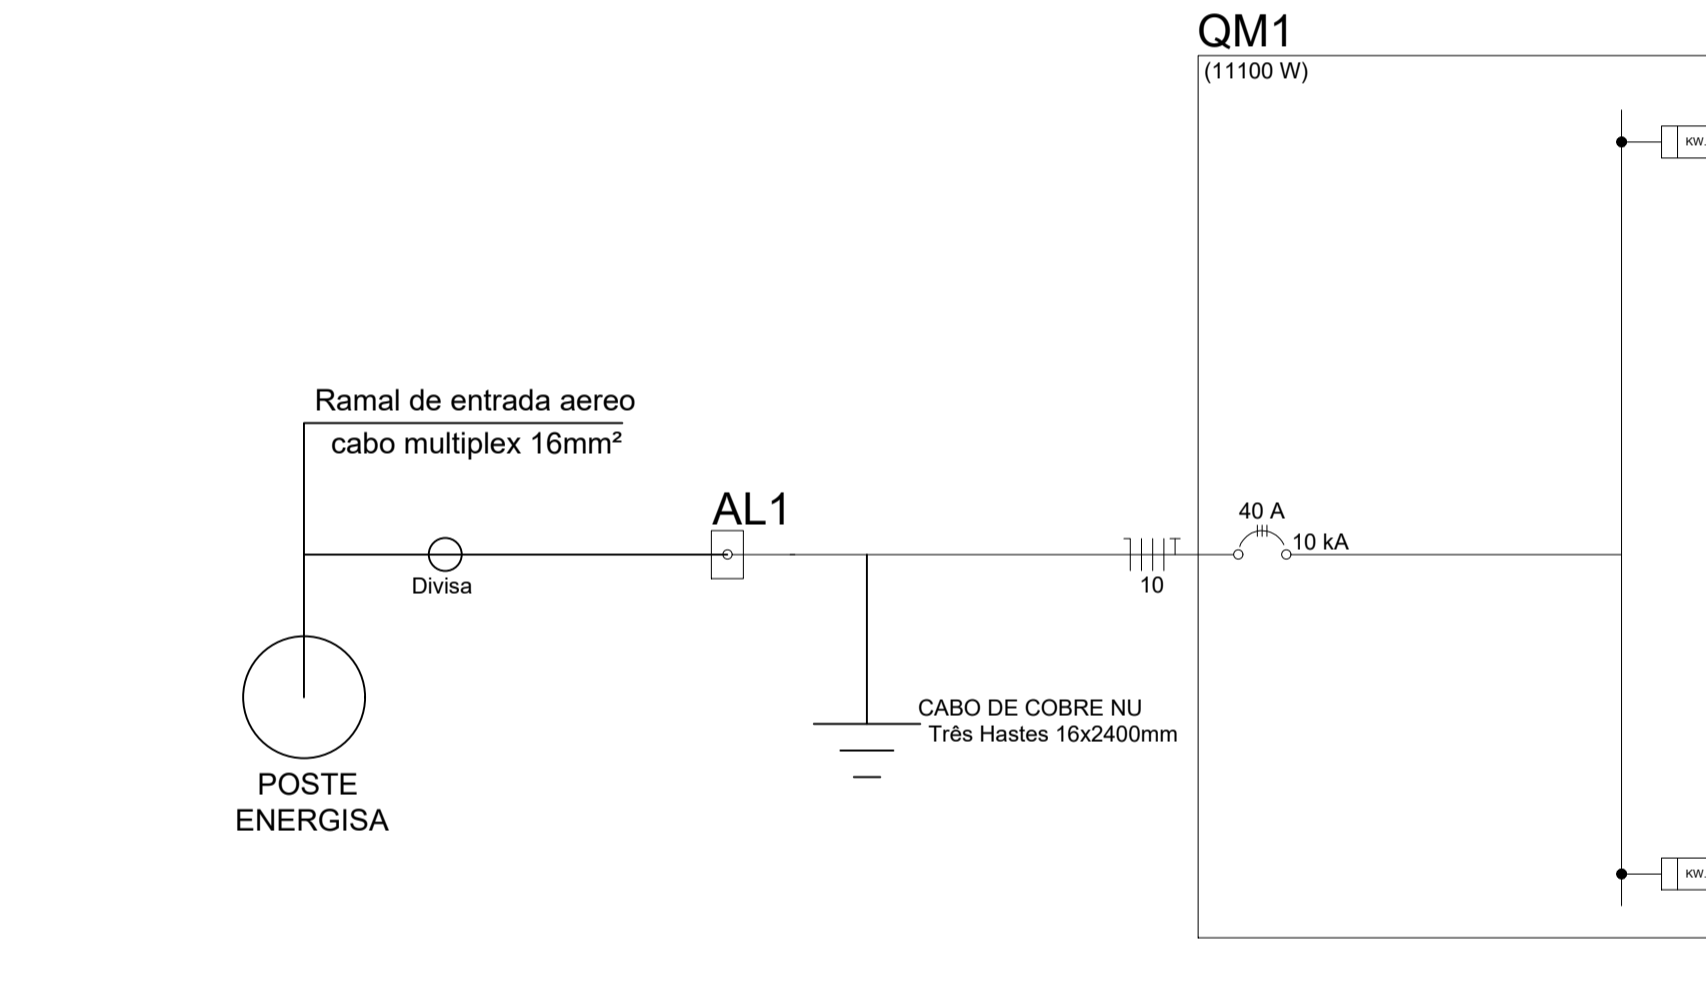 QM1
(11100 W)
KW.
Ramal de entrada aereo
cabo multiplex 16mm²
AL1
40 A
10 kA
Divisa
10
CABO DE COBRE NU
Três Hastes 16x2400mm
POSTE
ENERGISA
KW.